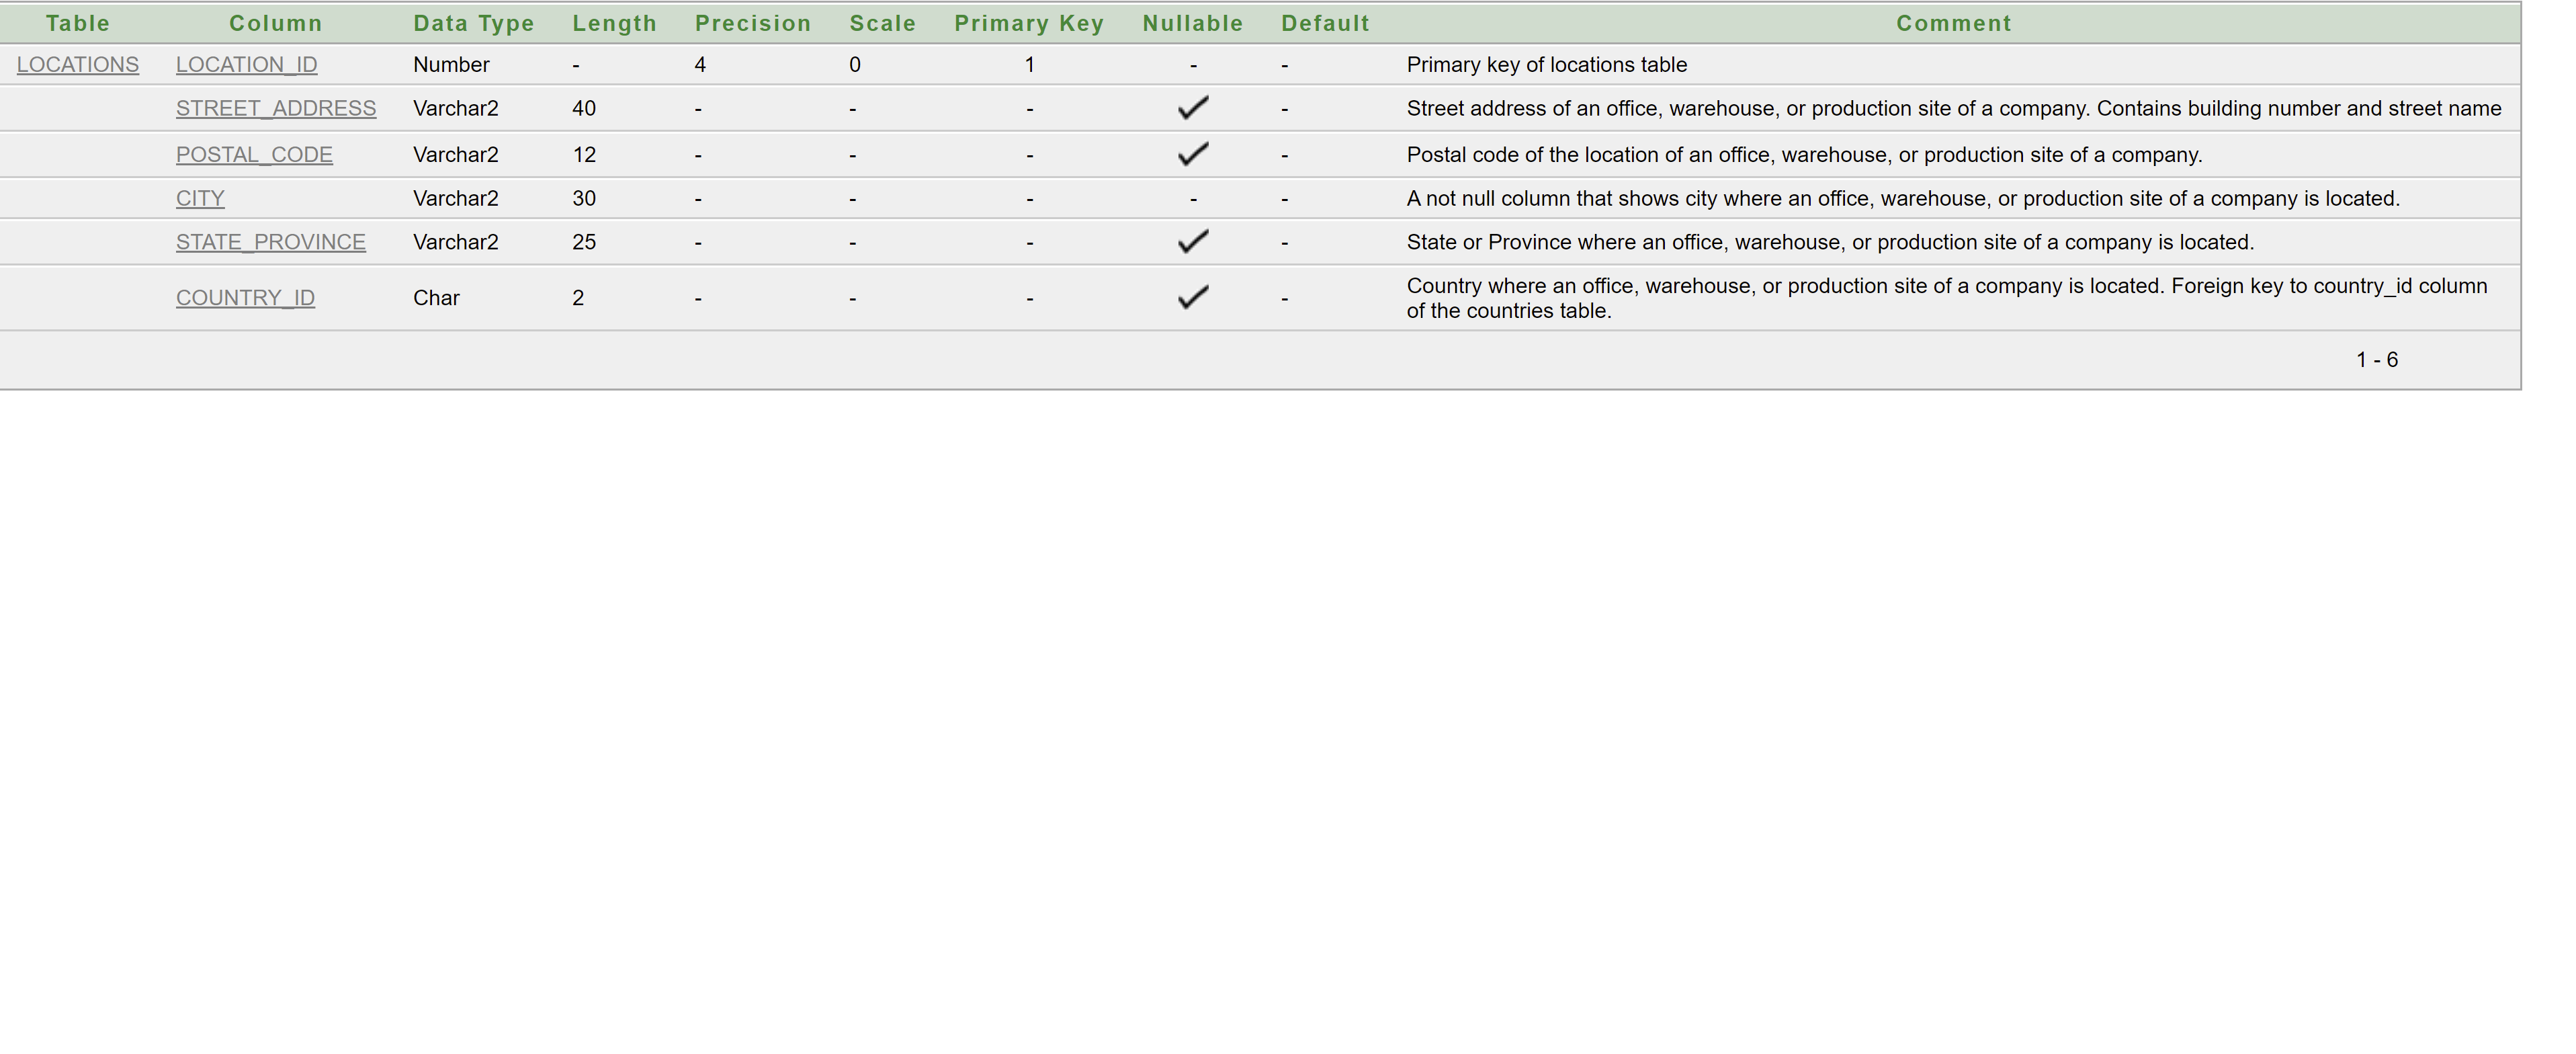 Table Column Data Type Length Precision Scale Primary Key Nullable Default Comment
LOCATIONS LOCATION_ID Number - 4 0 1 - - Primary key of locations table
STREET_ADDRESS Varchar2 40 - - - - Street address of an office, warehouse, or production site of a company. Contains building number and street name
POSTAL_CODE Varchar2 12 - - - - Postal code of the location of an office, warehouse, or production site of a company.
CITY Varchar2 30 - - - - - A not null column that shows city where an office, warehouse, or production site of a company is located.
STATE_PROVINCE Varchar2 25 - - - - State or Province where an office, warehouse, or production site of a company is located.
COUNTRY_ID Char 2 - - - - Country where an office, warehouse, or production site of a company is located. Foreign key to country_id column
of the countries table.
1 - 6